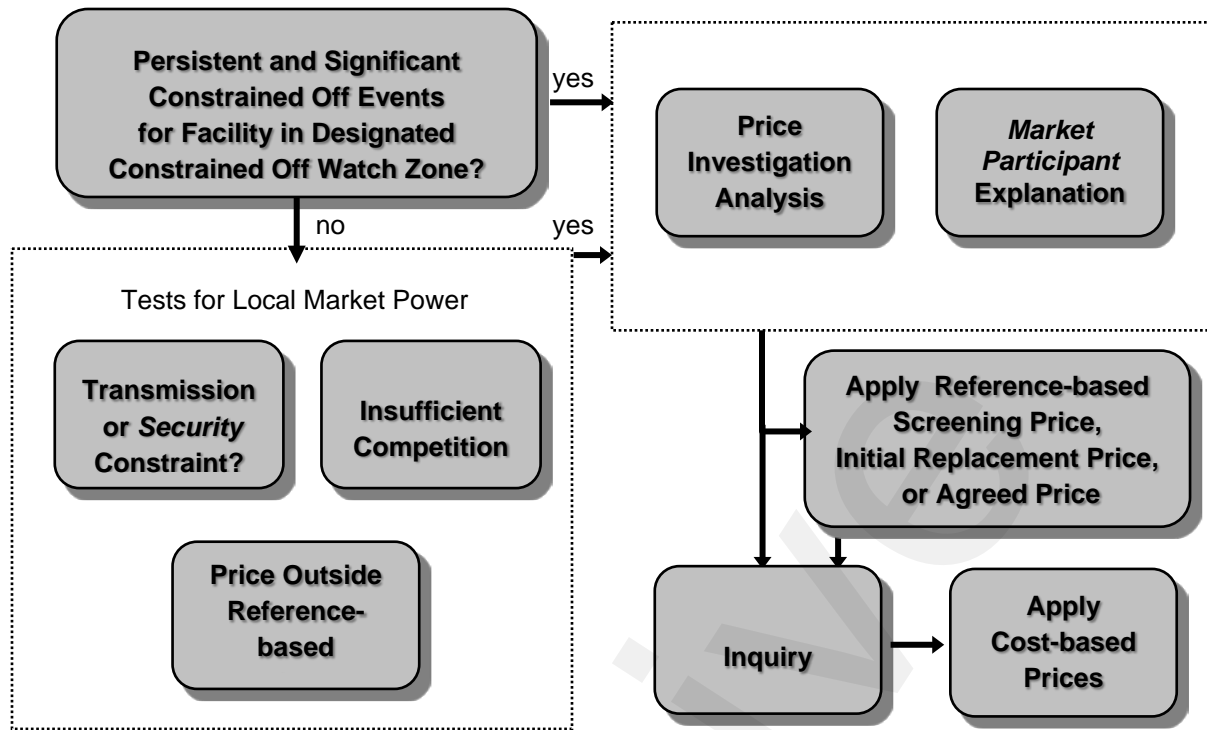 Persistent and Significant
Constrained Off Events
for Facility in Designated
Constrained Off Watch Zone?
yes
Price
Investigation
Analysis
Market
Participant
Explanation
no
yes
Tests for Local Market Power
Transmission
or Security
Constraint?
Insufficient
Competition
Price Outside
Reference-
based
Apply Reference-based
Screening Price,
Initial Replacement Price,
or Agreed Price
Inquiry
Apply
Cost-based
Prices